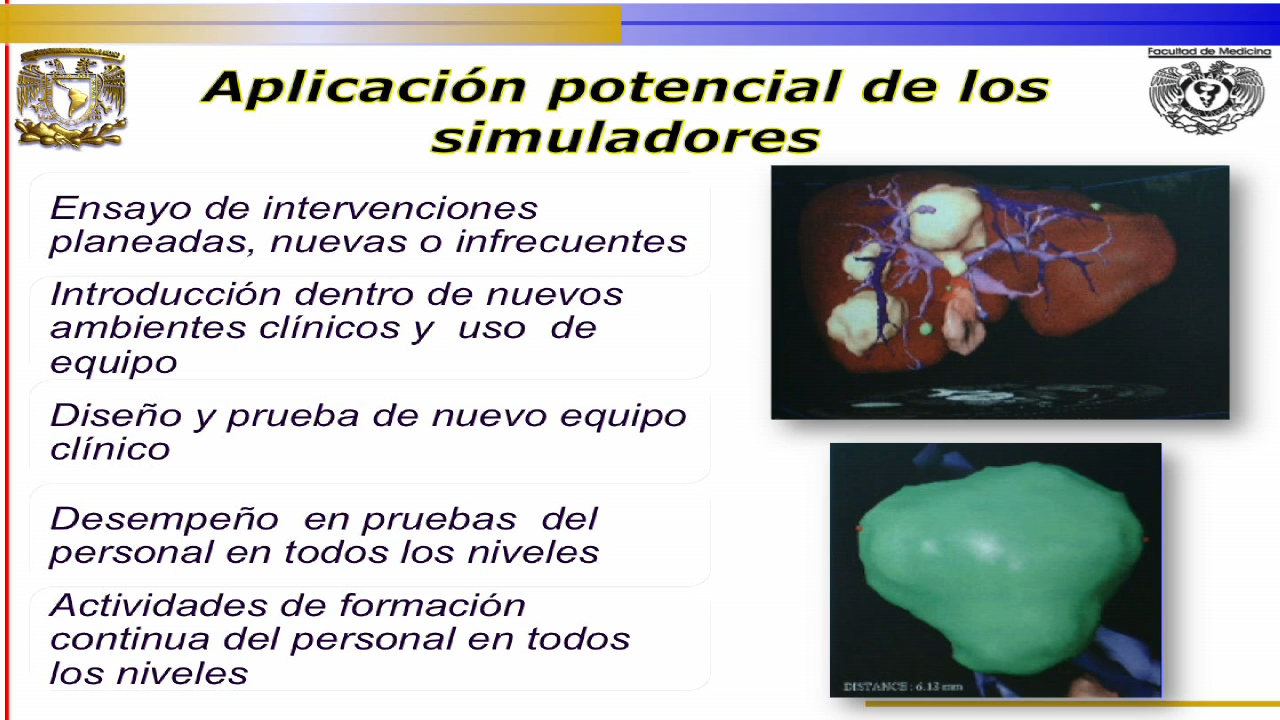 Facultad de Medicina
Aplicación potencial de los
simuladores
Ensayo de intervenciones
planeadas, nuevas o infrecuentes
Introducción dentro de nuevos
ambientes clínicos y uso de
equipo
Diseño y prueba de nuevo equipo
clínico
Desempeño en pruebas del
personal en todos los niveles
Actividades de formación
continua del personal en todos
los niveles
DISTANCE : 6.13 mm